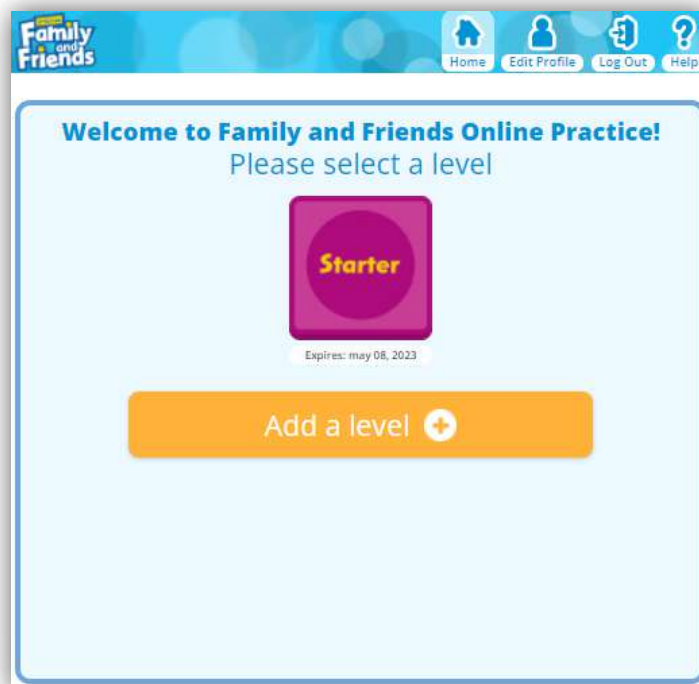 Family
and
Friends
Home
Edit Profile
Log Out
Help
Welcome to Family and Friends Online Practice!
Please select a level
Starter
Expires: may 08, 2023
Add a level